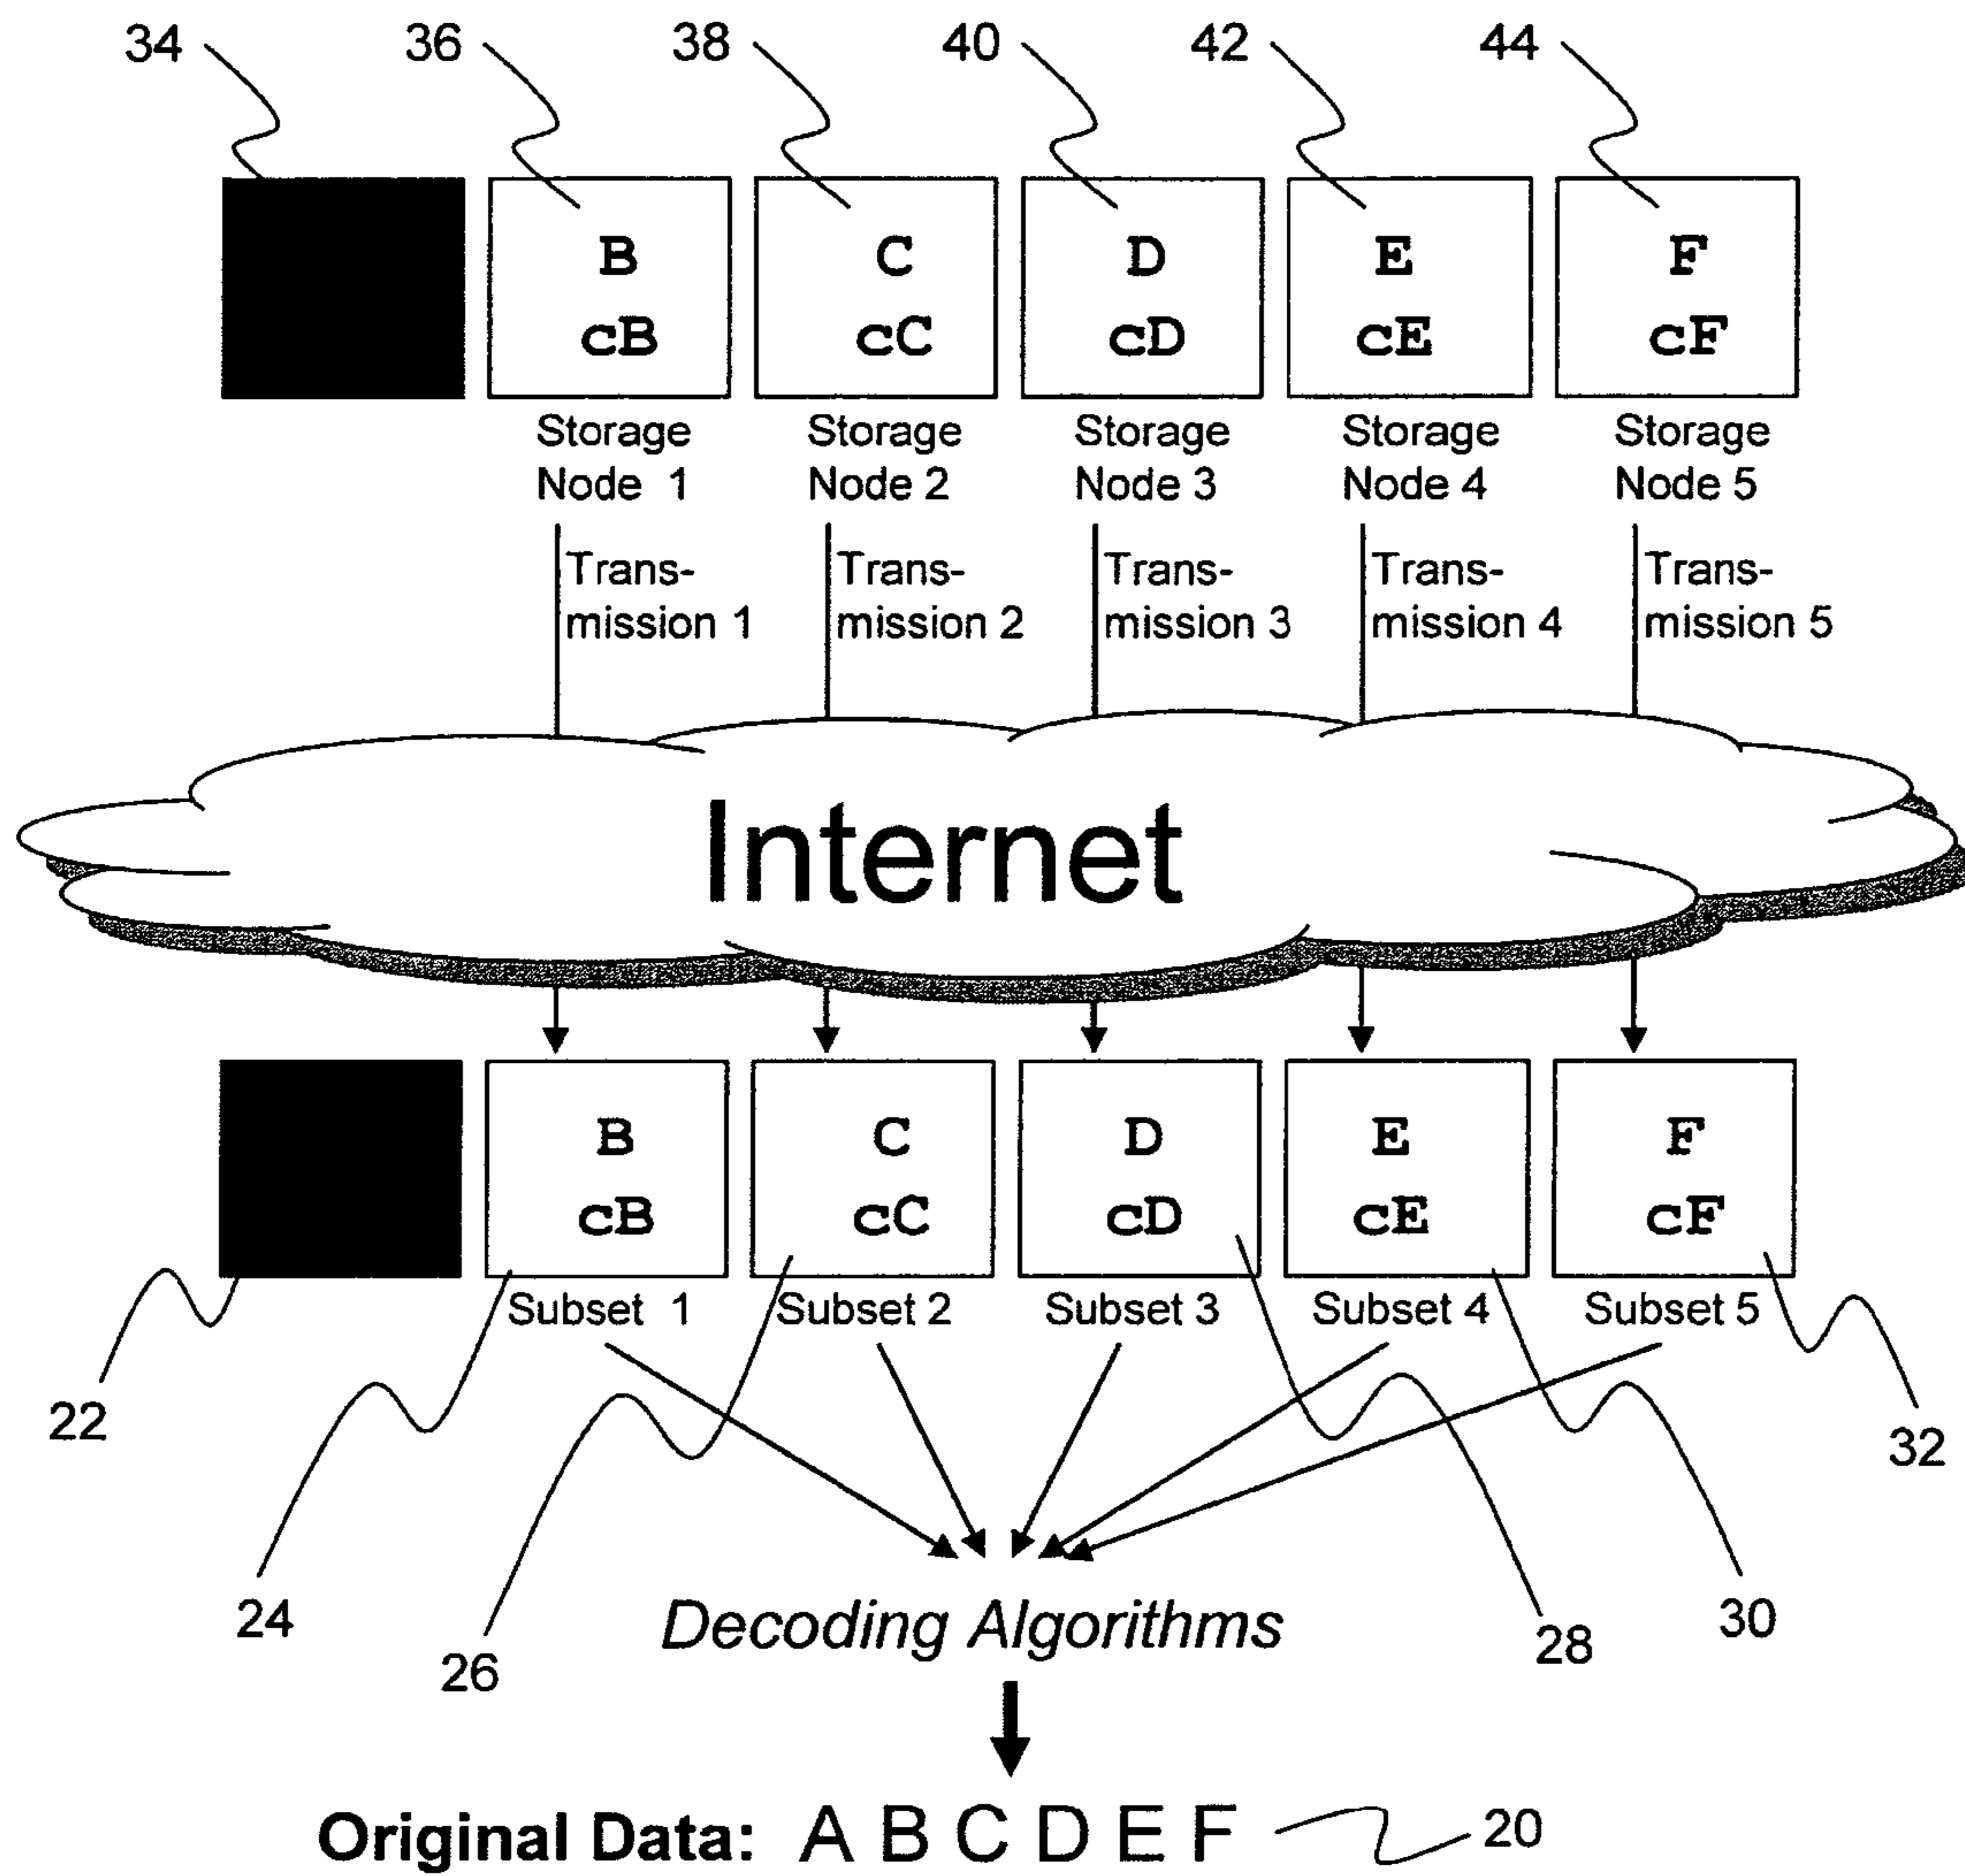 34 36 38 40 42 44
B C D E F
cB cC cD cE cF
Storage Storage Storage Storage Storage
Node 1 Node 2 Node 3 Node 4 Node 5
Trans- Trans- Trans- Trans- Trans-
mission 1 mission 2 mission 3 mission 4 mission 5
Internet
B C D E F
cB cC cD cE cF
Subset 1 Subset 2 Subset 3 Subset 4 Subset 5
22
32
24
Decoding Algorithms
30
28
26
Original Data: A B C D E F
20